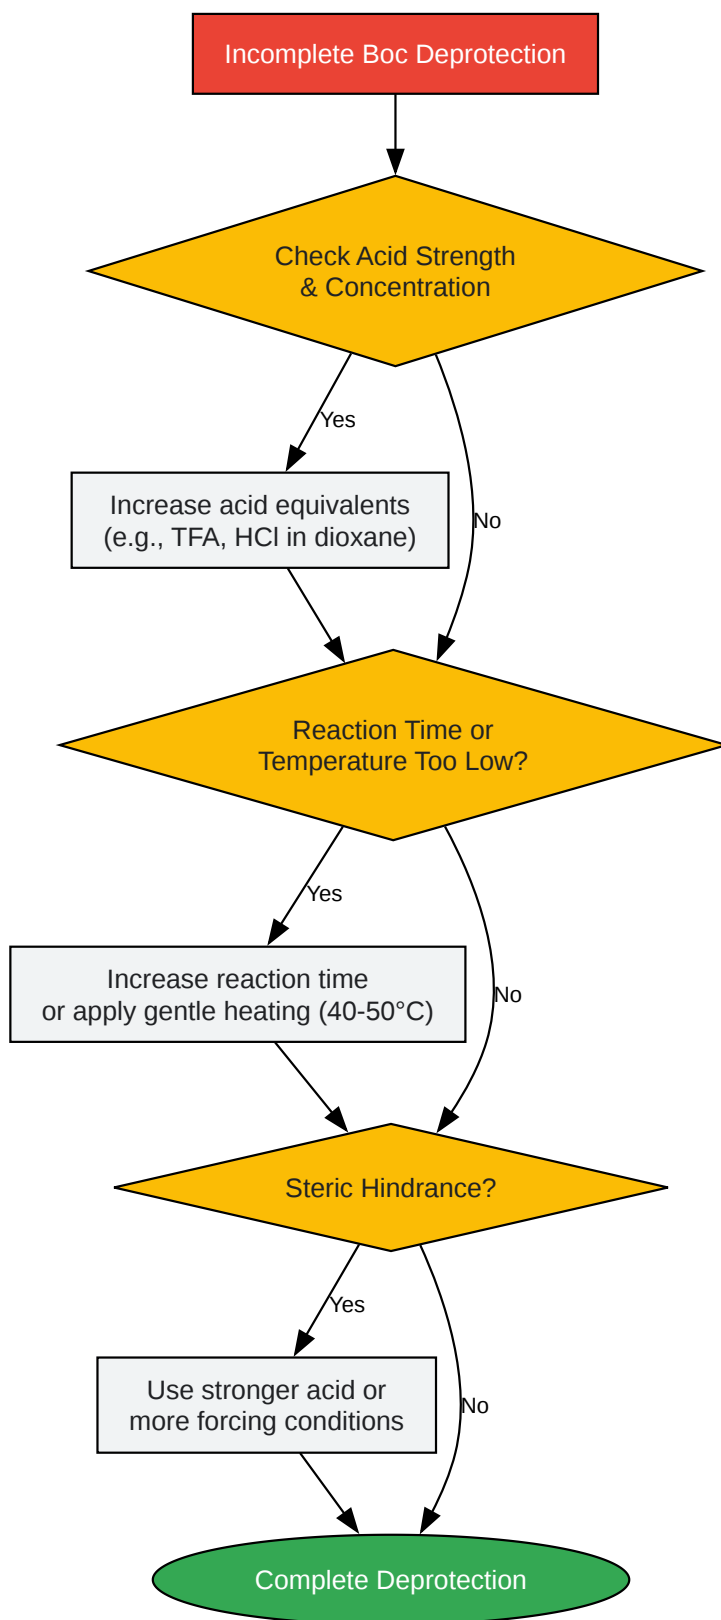 Incomplete Boc Deprotection
Check Acid Strength
& Concentration
Yes
Increase acid equivalents
(e.g., TFA, HCl in dioxane)
No
Reaction Time or
Temperature Too Low?
Yes
Increase reaction time
or apply gentle heating (40-50°C)
No
Steric Hindrance?
Yes
Use stronger acid or
more forcing conditions
No
Complete Deprotection